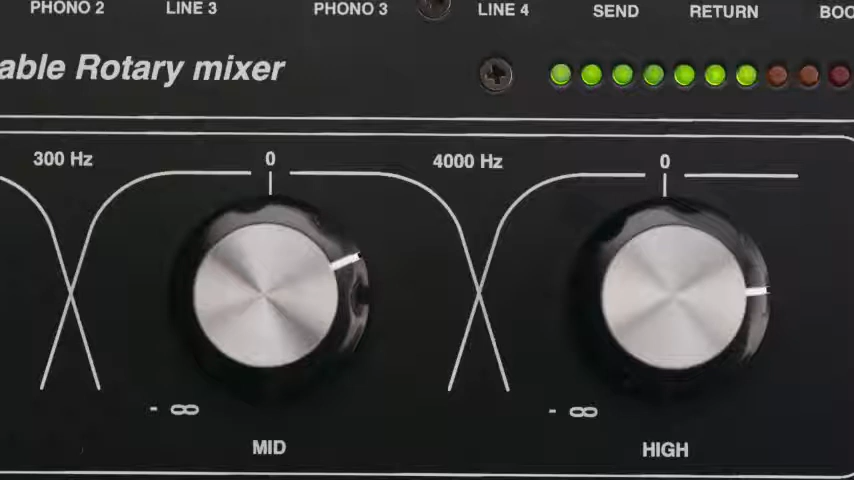 PHONO 2 LINE 3 PHONO 3 LINE 4 SEND RETURN BOO
able Rotary mixer
300 Hz 0 4000 Hz 0
- ∞ - ∞
MID HIGH